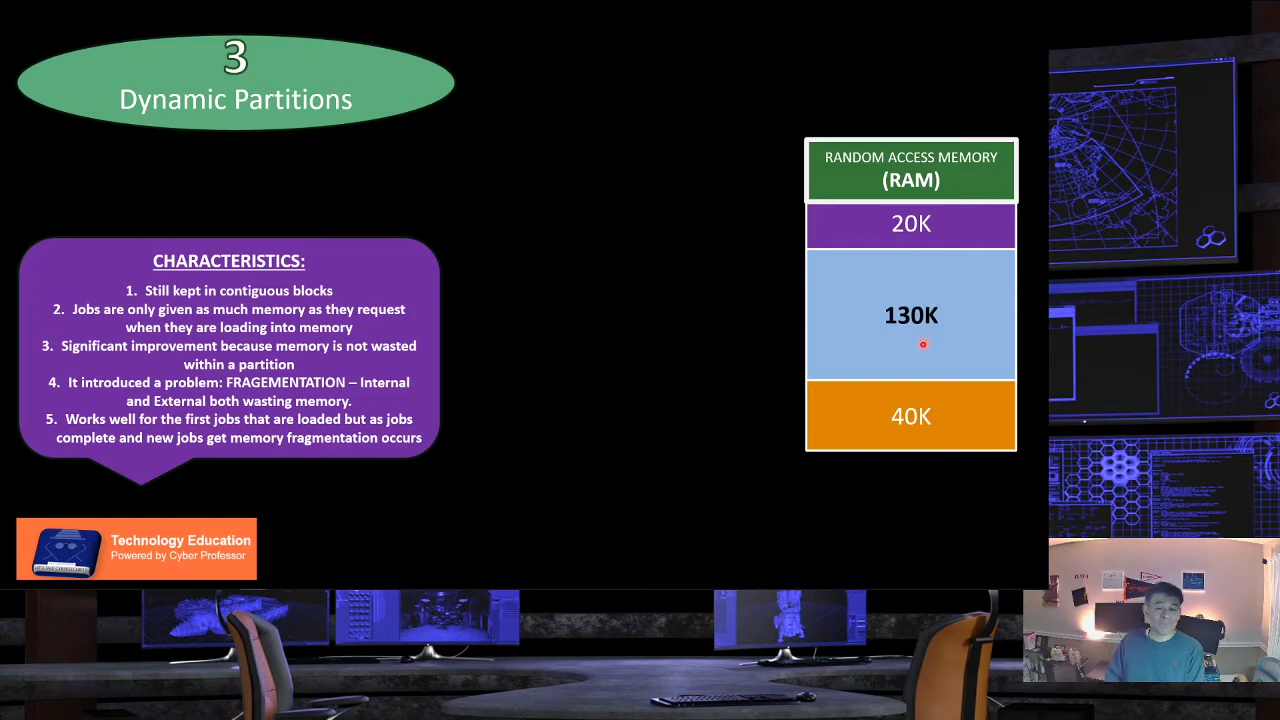 3
Dynamic Partitions
RANDOM ACCESS MEMORY
(RAM)
20K
130K
40K
CHARACTERISTICS:
1. Still kept in contiguous blocks
2. Jobs are only given as much memory as they request
when they are loading into memory
3. Significant improvement because memory is not wasted
within a partition
4. It introduced a problem: FRAGEMENTATION – Internal
and External both wasting memory.
5. Works well for the first jobs that are loaded but as jobs
complete and new jobs get memory fragmentation occurs
Technology Education
Powered by Cyber Professor
LET'S TALK CYBERSECURITY